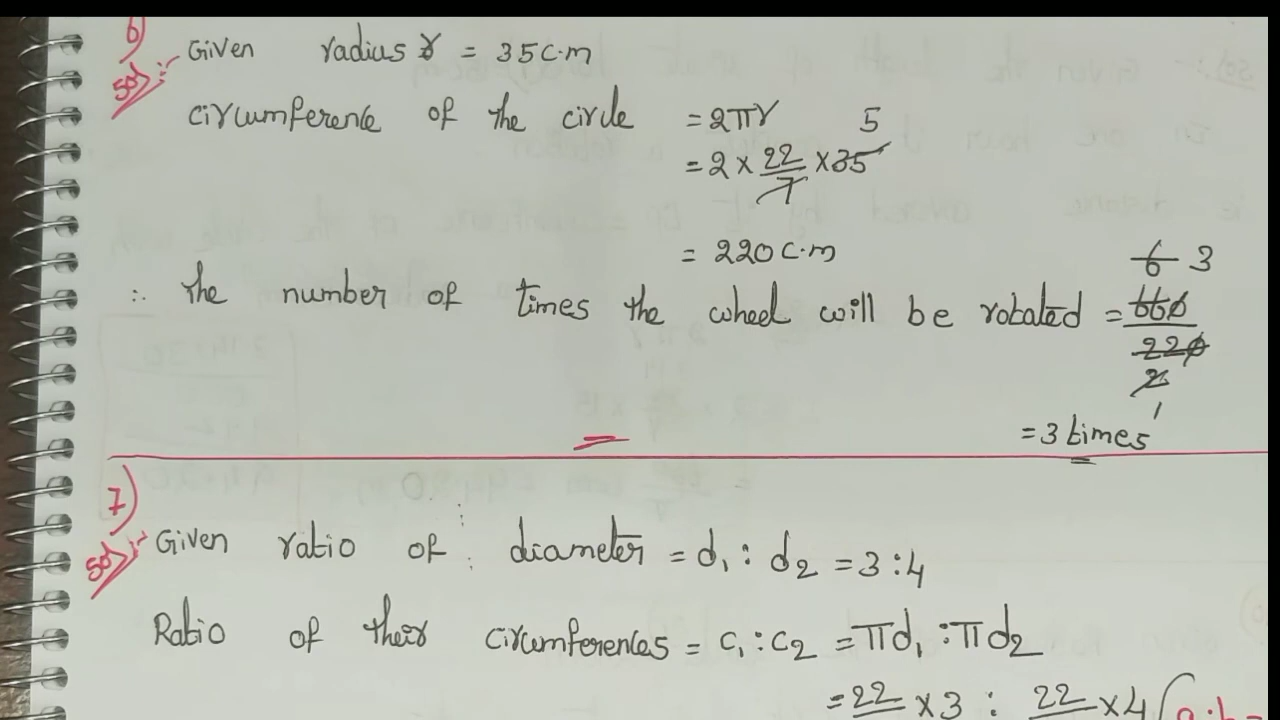 6)
Sol:- Given radius r = 35 c.m
Circumference of the circle = 2πr
= 2 × 22/7 × 35 5
= 220 c.m
∴ The number of times the wheel will be rotated = 660/220 6 3 2 1
= 3 times
7)
Sol:- Given ratio of diameter = d₁ : d₂ = 3 : 4
Ratio of their circumferences = C₁ : C₂ = πd₁ : πd₂
= 22 × 3 : 22 × 4